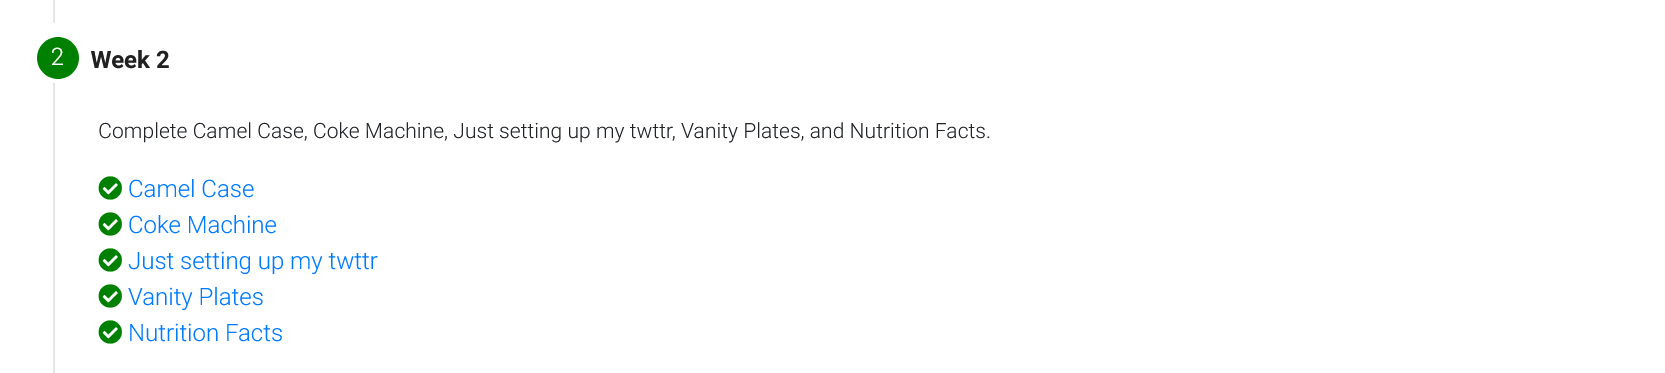 2 Week 2
Complete Camel Case, Coke Machine, Just setting up my twttr, Vanity Plates, and Nutrition Facts.
Camel Case
Coke Machine
Just setting up my twttr
Vanity Plates
Nutrition Facts